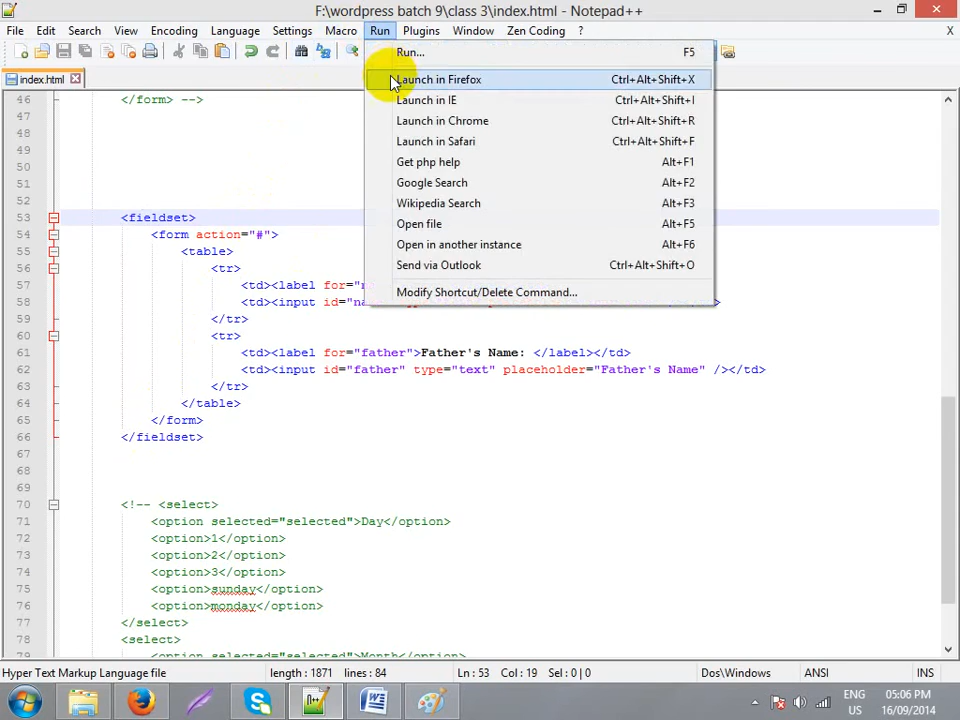 F:\wordpress batch 9\class 3\index.html - Notepad++
File Edit Search View Encoding Language Settings Macro Run Plugins Window Zen Coding ? X
index.html
Run... F5
Launch in Firefox Ctrl+Alt+Shift+X
Launch in IE Ctrl+Alt+Shift+I
Launch in Chrome Ctrl+Alt+Shift+R
Launch in Safari Ctrl+Alt+Shift+F
Get php help Alt+F1
Google Search Alt+F2
Wikipedia Search Alt+F3
Open file Alt+F5
Open in another instance Alt+F6
Send via Outlook Ctrl+Alt+Shift+O
Modify Shortcut/Delete Command...
46 </form> -->
47
48
49
50
51
52
53 <fieldset>
54 <form action="#">
55 <table>
56 <tr>
57 <td><label for="n
58 <td><input id="na
59 </tr>
60 <tr>
61 <td><label for="father">Father's Name: </label></td>
62 <td><input id="father" type="text" placeholder="Father's Name" /></td>
63 </tr>
64 </table>
65 </form>
66 </fieldset>
67
68
69
70 <!-- <select>
71 <option selected="selected">Day</option>
72 <option>1</option>
73 <option>2</option>
74 <option>3</option>
75 <option>sunday</option>
76 <option>monday</option>
77 </select>
78 <select>
79 <option selected="selected">Month</option>
Hyper Text Markup Language file length : 1871 lines : 84 Ln : 53 Col : 19 Sel : 0 | 0 Dos\Windows ANSI INS
ENG 05:06 PM
US 16/09/2014